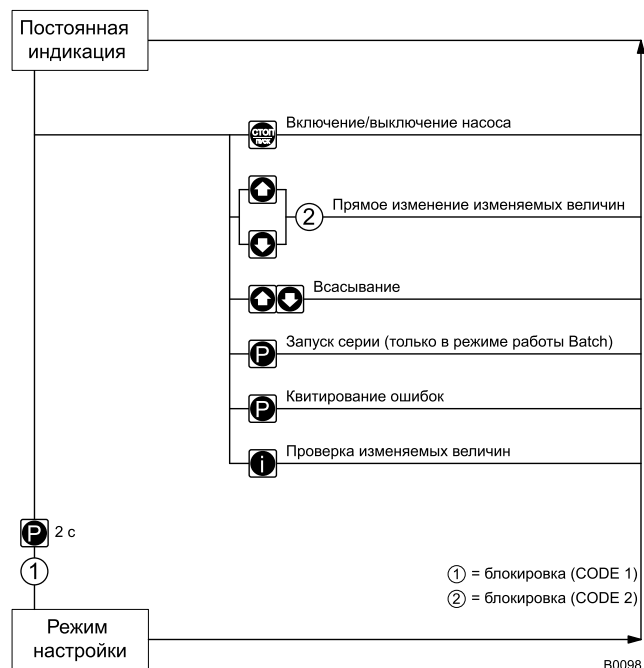 Постоянная
индикация
СТОП
ПУСК
Включение/выключение насоса
2
Прямое изменение изменяемых величин
Всасывание
P
Запуск серии (только в режиме работы Batch)
P
Квитирование ошибок
i
Проверка изменяемых величин
P 2 с
1
1 = блокировка (CODE 1)
2 = блокировка (CODE 2)
Режим
настройки
B0098